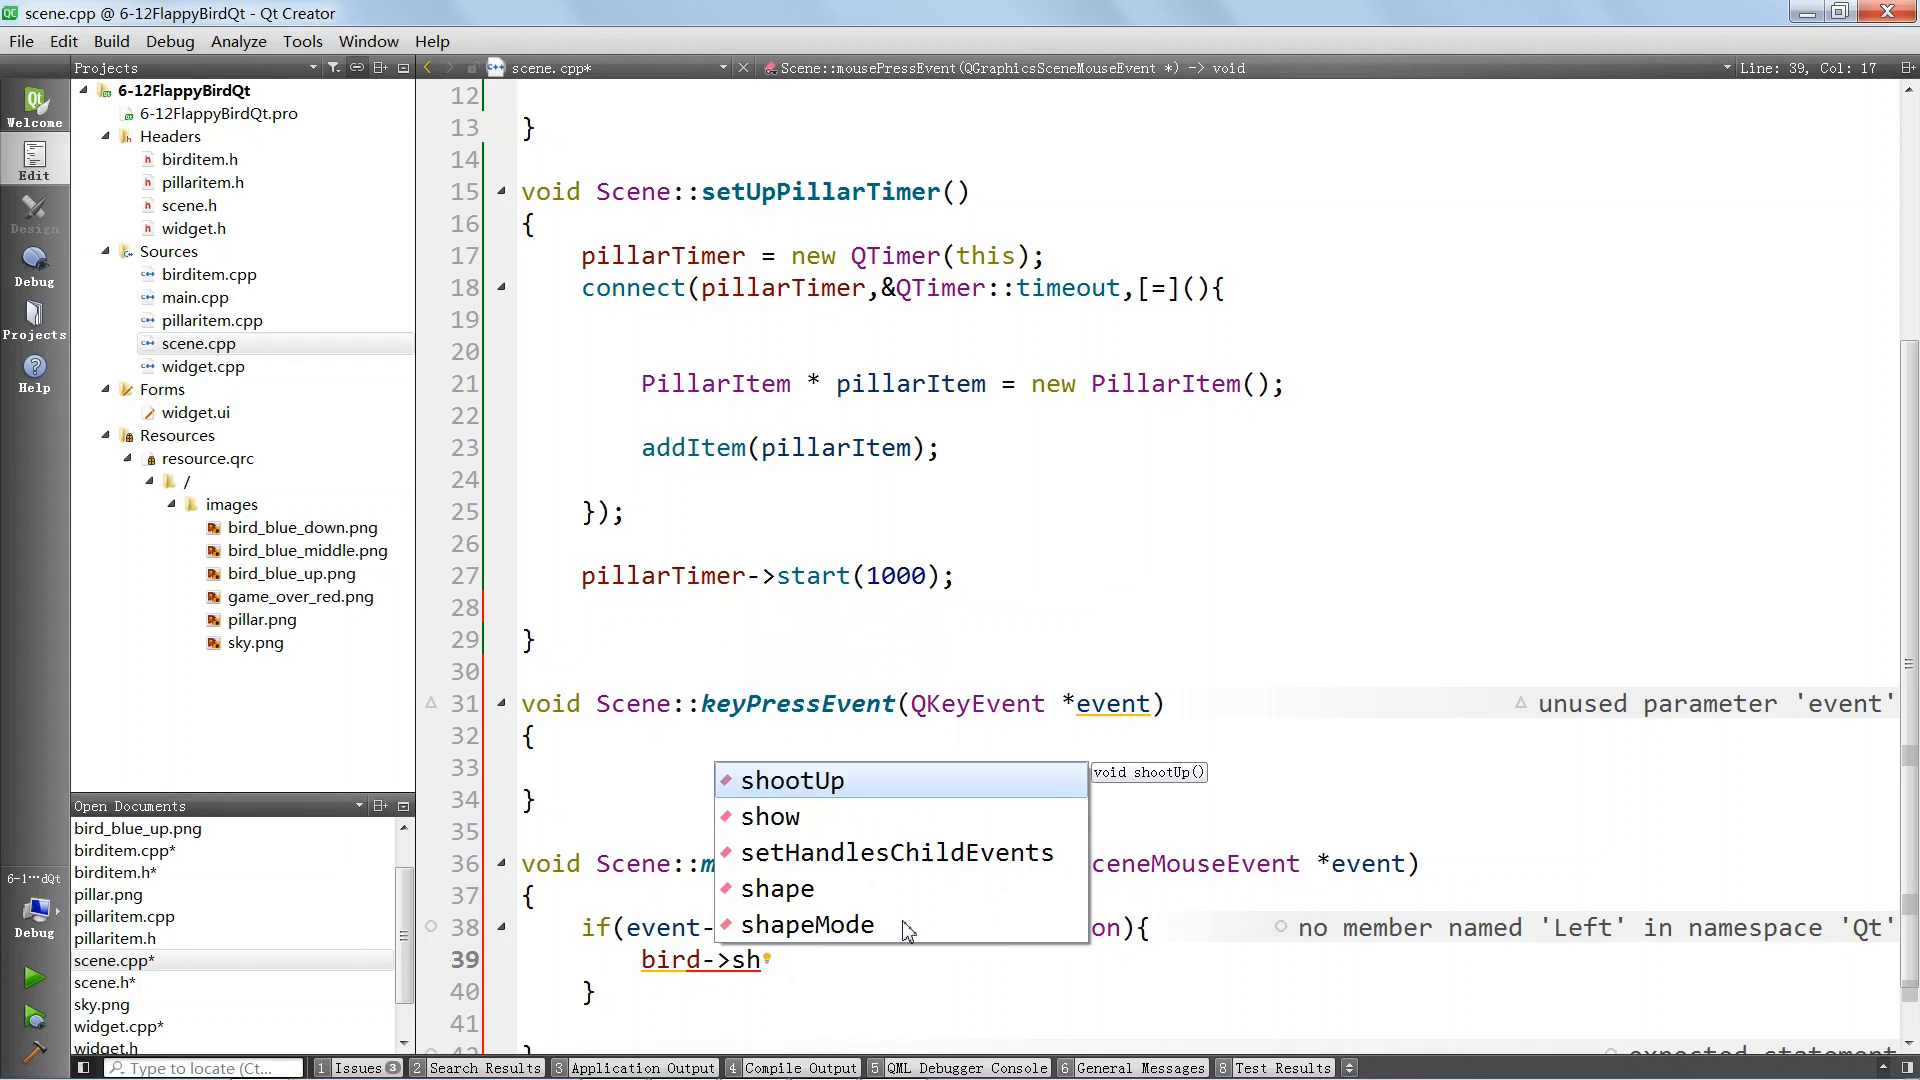 scene.cpp @ 6-12FlappyBirdQt - Qt Creator
File Edit Build Debug Analyze Tools Window Help
Projects
scene.cpp*
Scene::mousePressEvent(QGraphicsSceneMouseEvent *) -> void
Line: 39, Col: 17
Welcome
Edit
Design
Debug
Projects
Help
6-12FlappyBirdQt
6-12FlappyBirdQt.pro
Headers
birditem.h
pillaritem.h
scene.h
widget.h
Sources
birditem.cpp
main.cpp
pillaritem.cpp
scene.cpp
widget.cpp
Forms
widget.ui
Resources
resource.qrc
/
images
bird_blue_down.png
bird_blue_middle.png
bird_blue_up.png
game_over_red.png
pillar.png
sky.png
Open Documents
bird_blue_up.png
birditem.cpp*
birditem.h*
pillar.png
pillaritem.cpp
pillaritem.h
scene.cpp*
scene.h*
sky.png
widget.cpp*
widget.h
6-1···dQt
Debug
12
13 }
14
15 void Scene::setUpPillarTimer()
16 {
17 pillarTimer = new QTimer(this);
18 connect(pillarTimer,&QTimer::timeout,[=](){
19
20
21 PillarItem * pillarItem = new PillarItem();
22
23 addItem(pillarItem);
24
25 });
26
27 pillarTimer->start(1000);
28
29 }
30
31 void Scene::keyPressEvent(QKeyEvent *event) unused parameter 'event'
32 {
33
34 }
35
36 void Scene::m ceneMouseEvent *event)
37 {
38 if(event- on){ no member named 'Left' in namespace 'Qt'
39 bird->sh
40 }
41
shootUp
show
setHandlesChildEvents
shape
shapeMode
void shootUp()
Type to locate (Ct...
1 Issues 3
2 Search Results
3 Application Output
4 Compile Output
5 QML Debugger Console
6 General Messages
8 Test Results